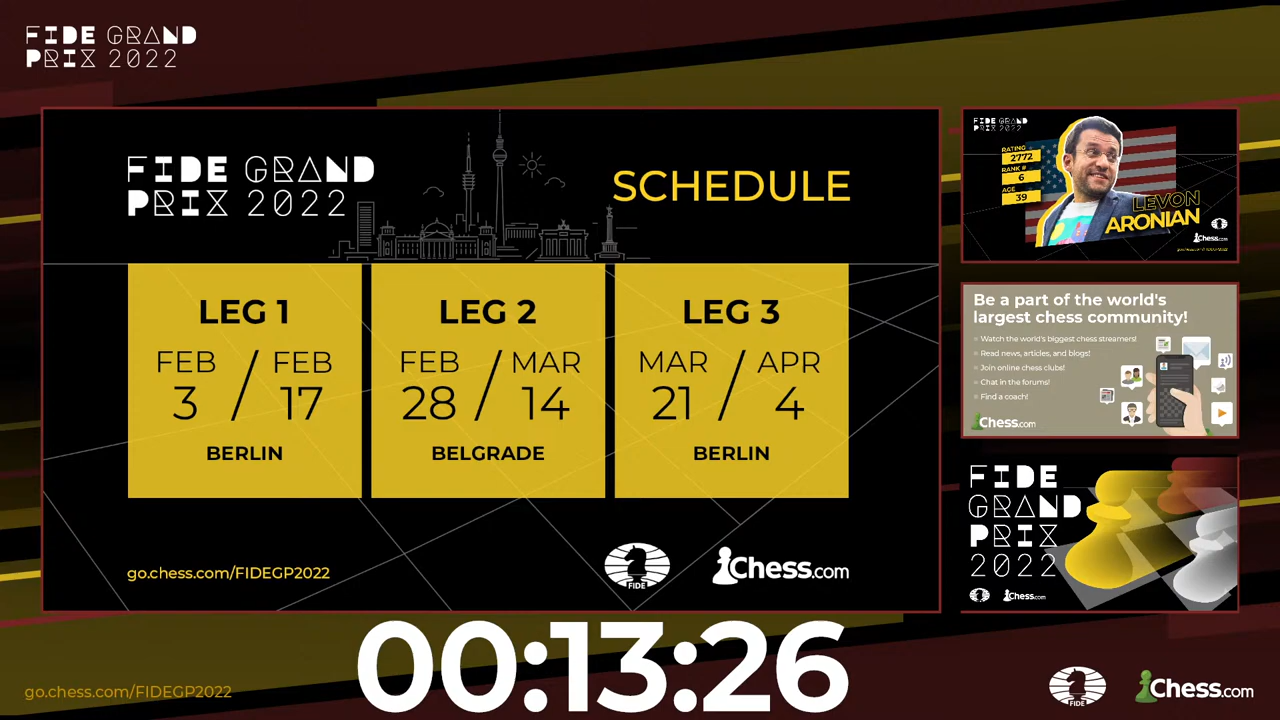 FIDE GRAND
PRIX 2022
FIDE GRAND
PRIX 2022
SCHEDULE
LEG 1
FEB 3 / FEB 17
BERLIN
LEG 2
FEB 28 / MAR 14
BELGRADE
LEG 3
MAR 21 / APR 4
BERLIN
go.chess.com/FIDEGP2022
FIDE
Chess.com
FIDE GRAND
PRIX 2022
RATING
2772
RANK #
6
AGE
39
LEVON
ARONIAN
Chess.com
go.chess.com/FIDEGP2022
Be a part of the world's
largest chess community!
Watch the world's biggest chess streamers!
Read news, articles, and blogs!
Join online chess clubs!
Chat in the forums!
Find a coach!
Chess.com
FIDE
GRAND
PRIX
2022
Chess.com
00:13:26
go.chess.com/FIDEGP2022
FIDE
Chess.com